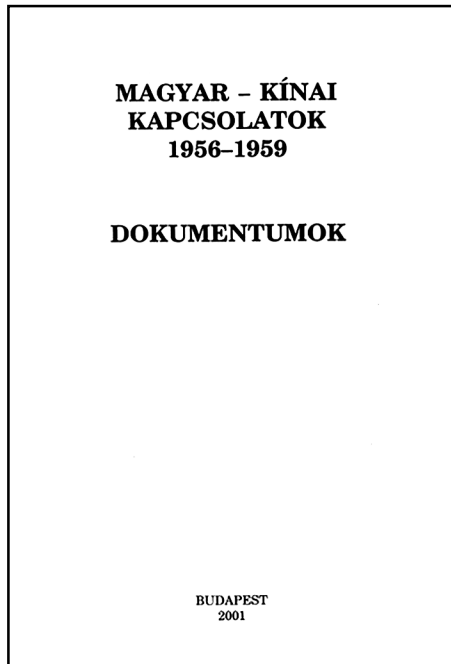 MAGYAR – KÍNAI
KAPCSOLATOK
1956–1959
DOKUMENTUMOK
BUDAPEST
2001